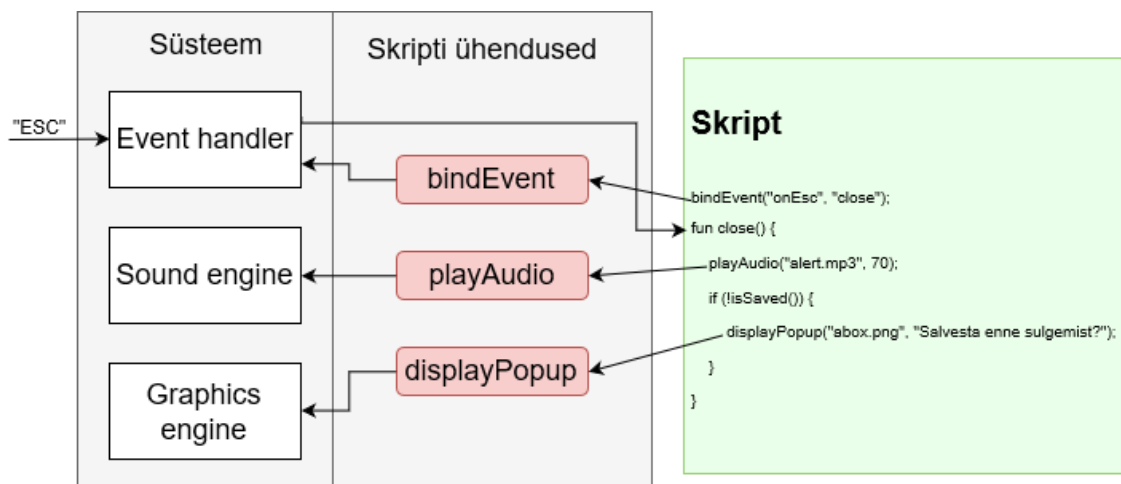 Süsteem
Skripti ühendused
"ESC"
Event handler
bindEvent
Sound engine
playAudio
Graphics
engine
displayPopup
Skript
bindEvent("onEsc", "close");
fun close() {
playAudio("alert.mp3", 70);
if (!isSaved()) {
displayPopup("abox.png", "Salvesta enne sulgemist?");
}
}